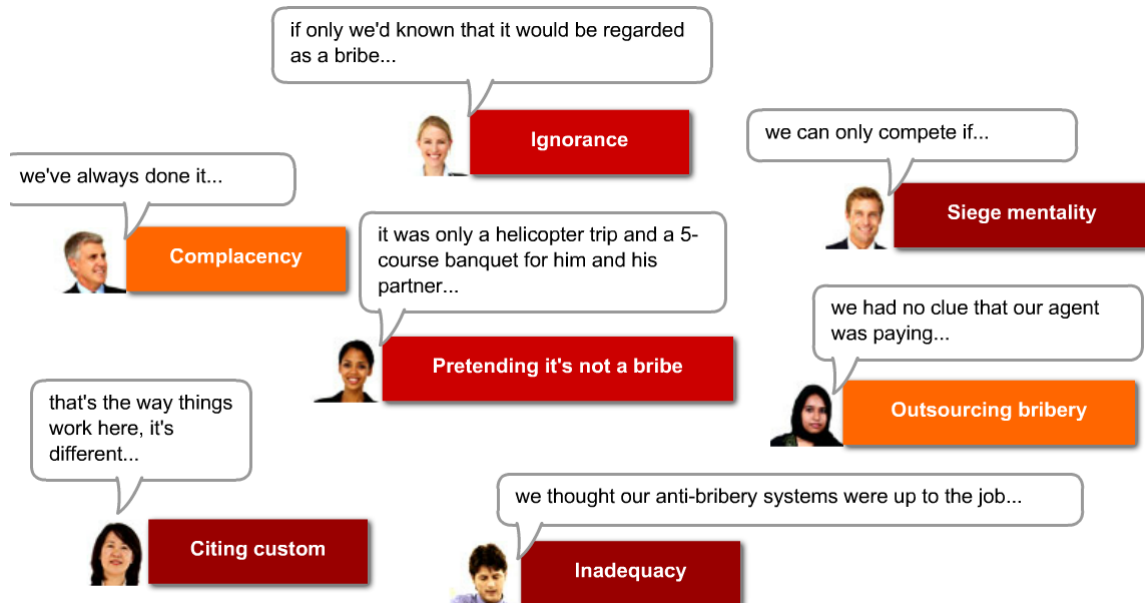 if only we'd known that it would be regarded
as a bribe...
Ignorance
we can only compete if...
Siege mentality
we've always done it...
Complacency
it was only a helicopter trip and a 5-
course banquet for him and his
partner...
Pretending it's not a bribe
we had no clue that our agent
was paying...
Outsourcing bribery
that's the way things
work here, it's
different...
Citing custom
we thought our anti-bribery systems were up to the job...
Inadequacy